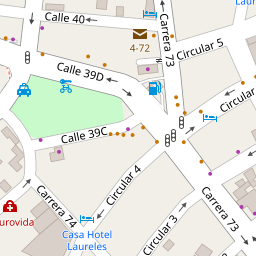 Laurel
Calle 40
4-72
Carrera 73
Circular 5
Calle 39D
Circular
Calle 39C
Circular 4
Carrera 74
urovida
Casa Hotel
Laureles
Circular 3
Carrera 73